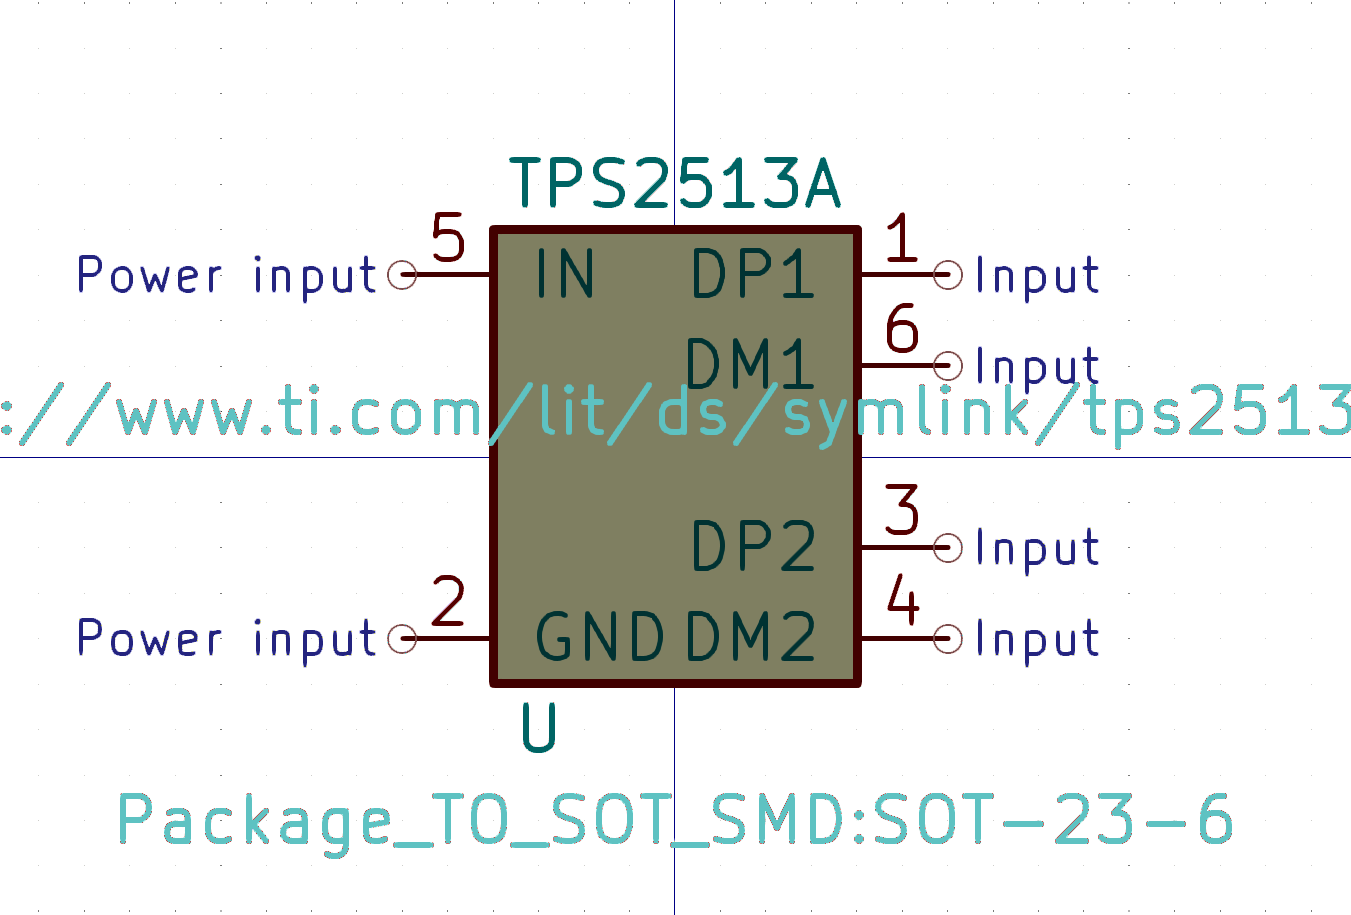 TPS2513A
5 1
Power input IN DP1 Input
6
DM1 Input
://www.ti.com/lit/ds/symlink/tps2513
3
DP2 Input
2 4
Power input GND DM2 Input
U
Package_TO_SOT_SMD:SOT-23-6